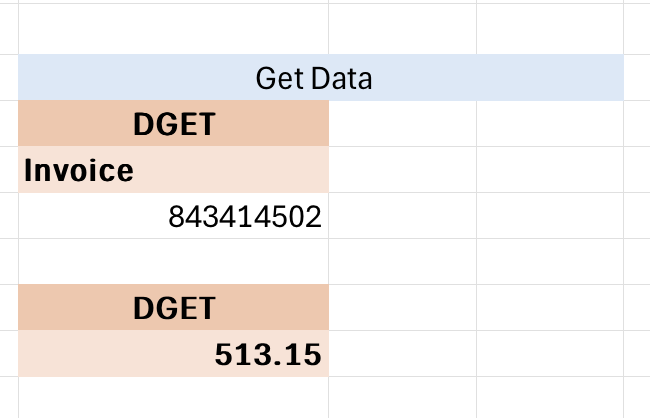 Get Data
DGET
Invoice
843414502
DGET
513.15